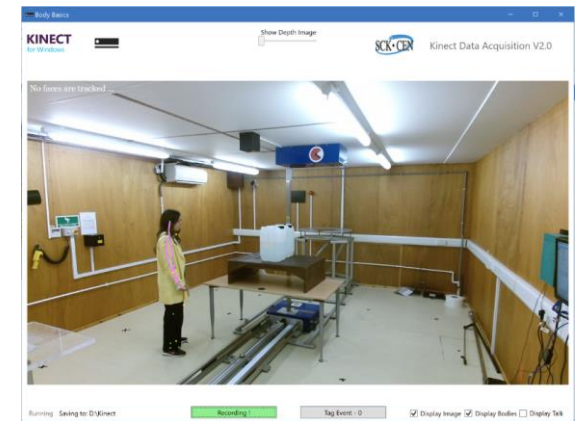 Body Basics
KINECT
for Windows
Show Depth Image
SCK•CEN
Kinect Data Acquisition V2.0
No faces are tracked
Running
Saving to: D:\Kinect
Recording !
Tag Event - 0
Display Image
Display Bodies
Display Talk